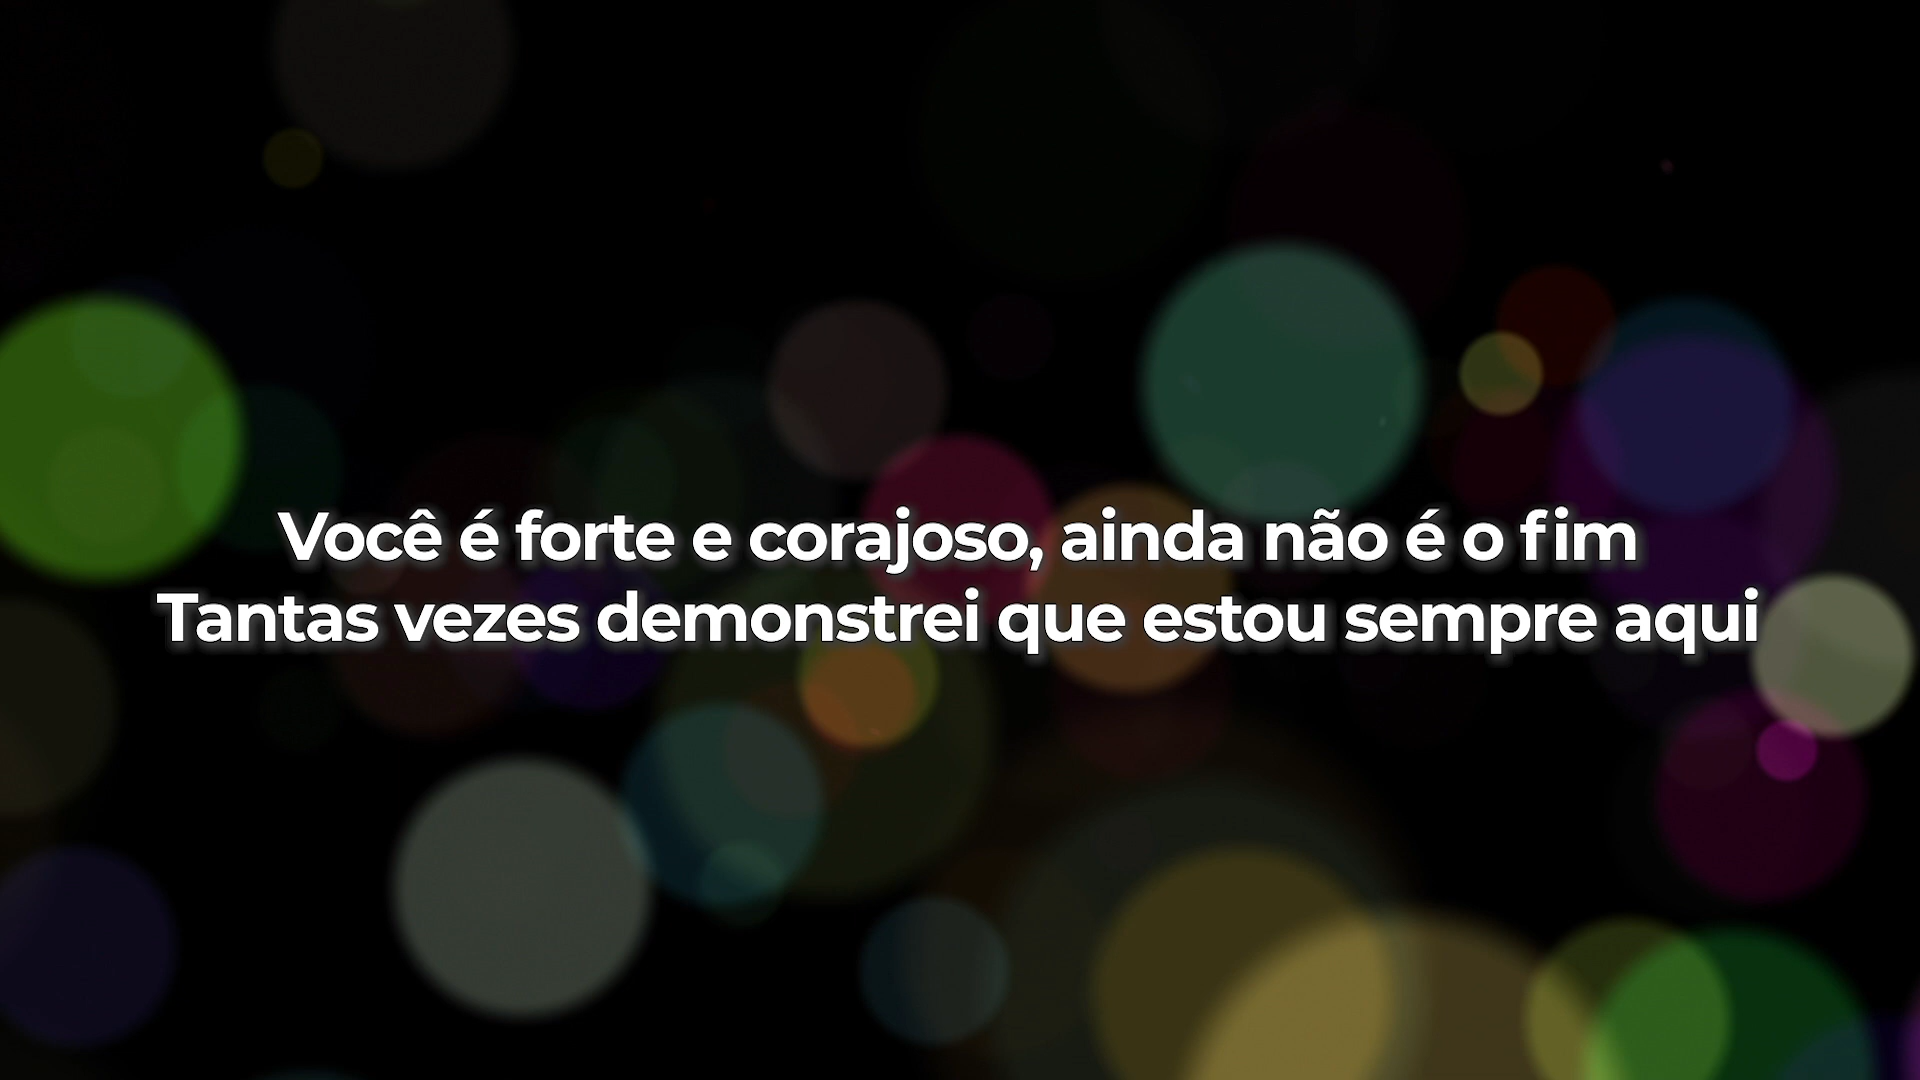 Você é forte e corajoso, ainda não é o fim
Tantas vezes demonstrei que estou sempre aqui